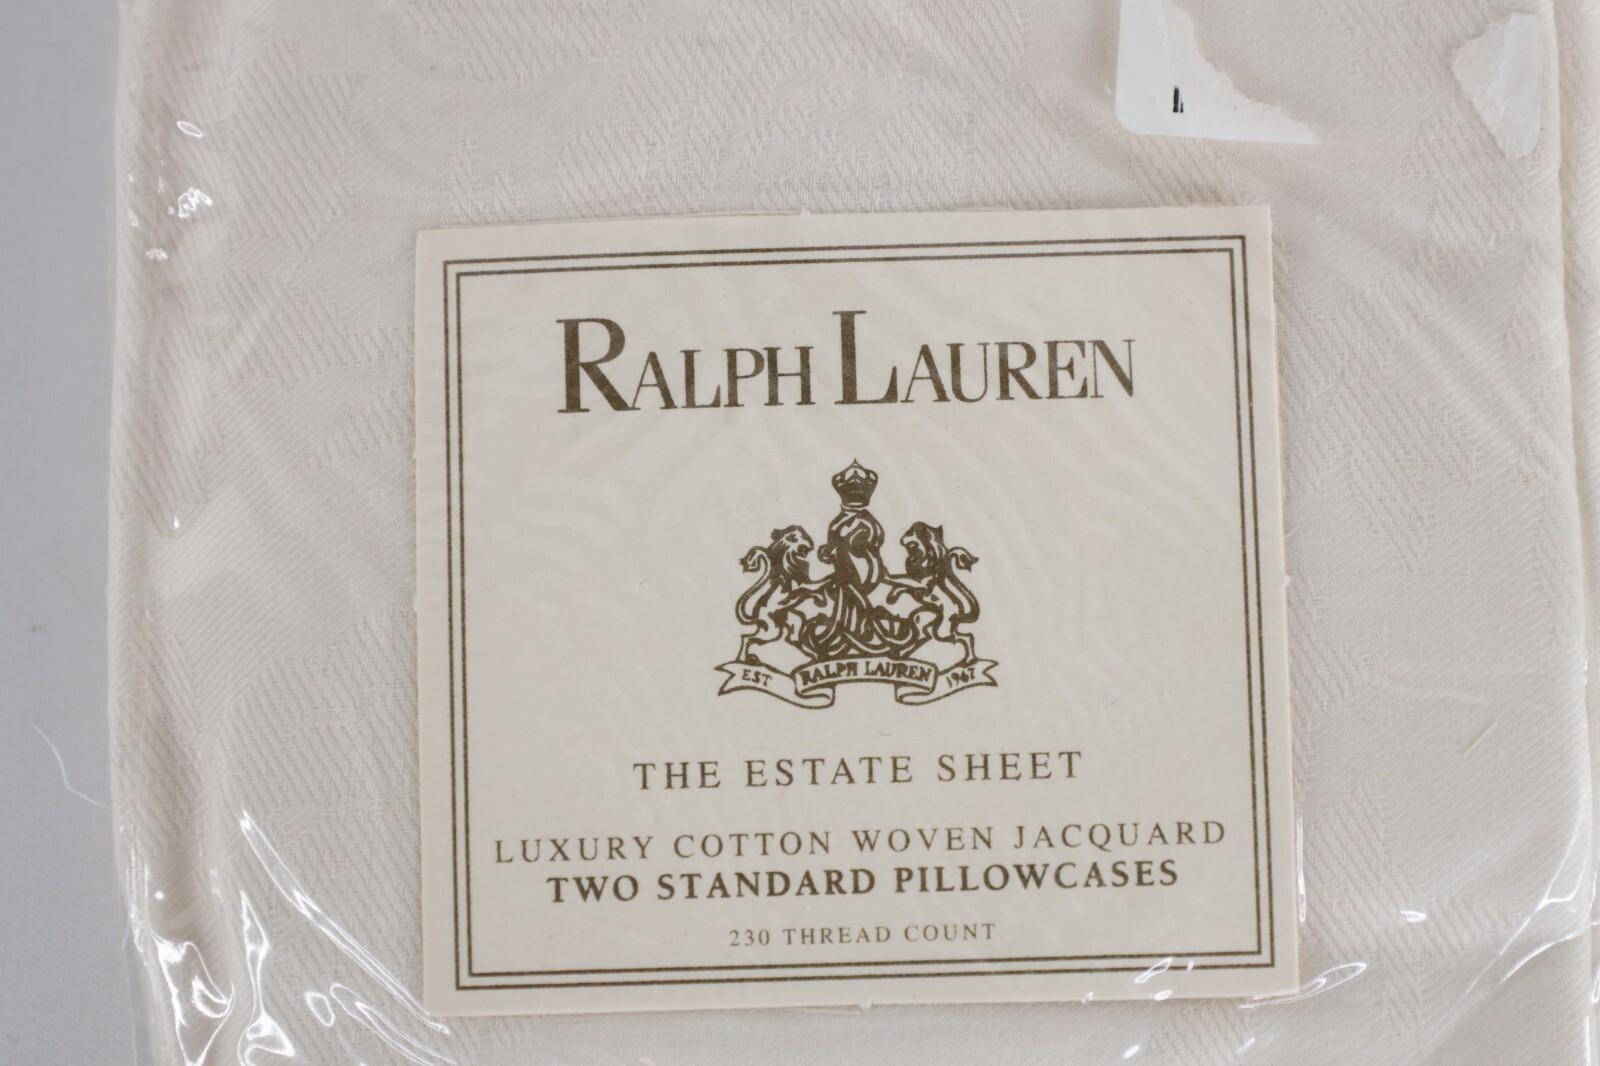 RALPH LAUREN
EST RALPH LAUREN 1967
THE ESTATE SHEET
LUXURY COTTON WOVEN JACQUARD
TWO STANDARD PILLOWCASES
230 THREAD COUNT